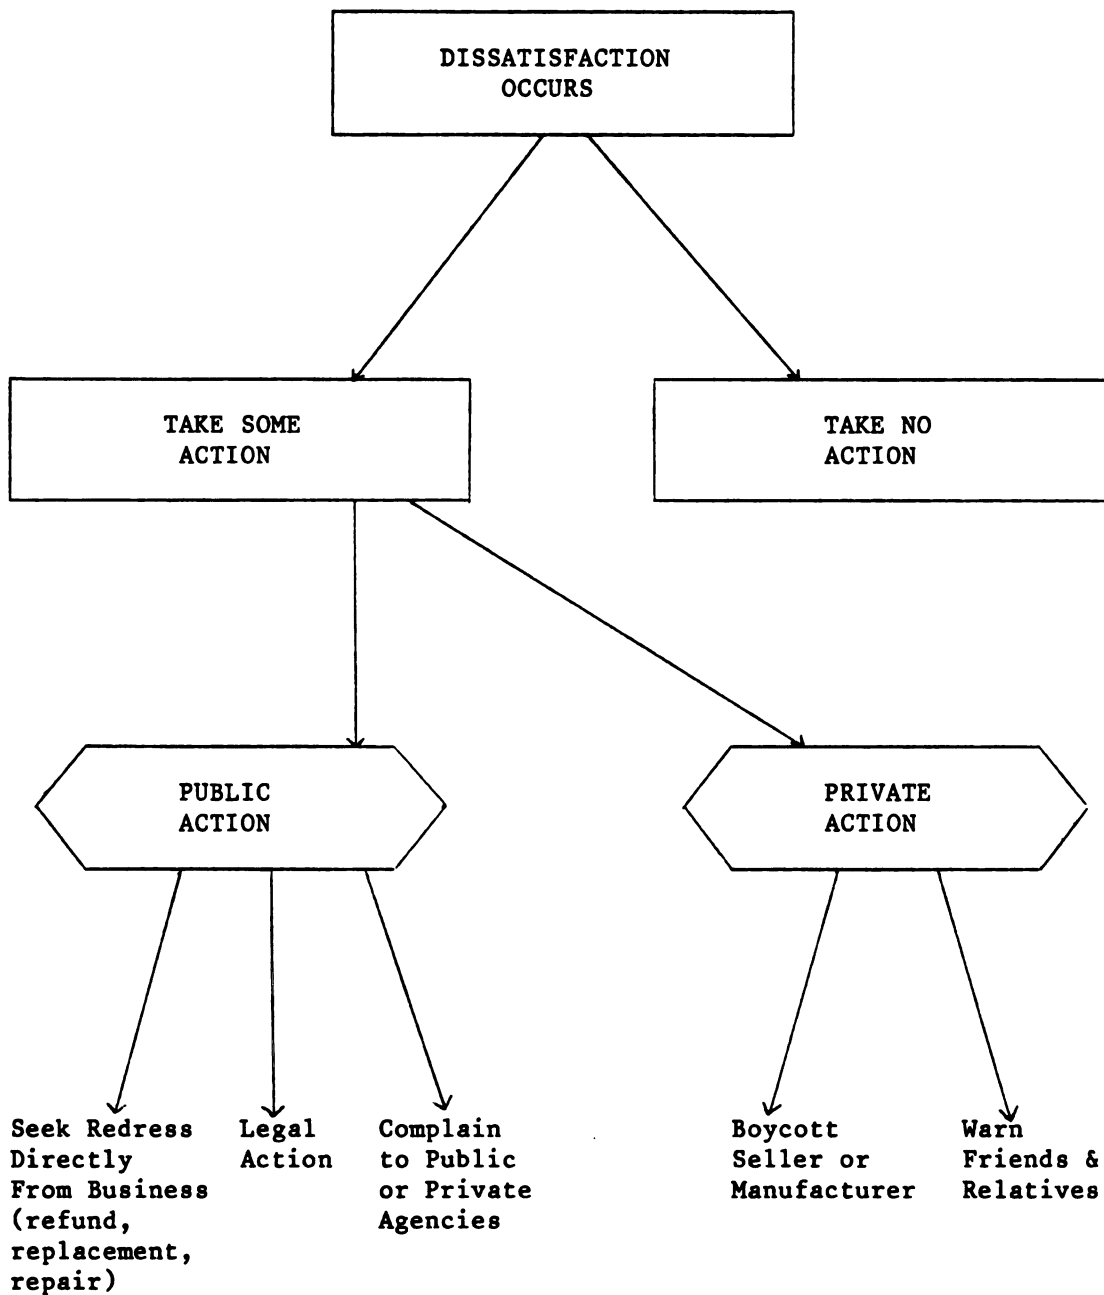 DISSATISFACTION
OCCURS
TAKE SOME
ACTION
TAKE NO
ACTION
PUBLIC
ACTION
PRIVATE
ACTION
Seek Redress
Directly
From Business
(refund,
replacement,
repair)
Legal
Action
Complain
to Public
or Private
Agencies
Boycott
Seller or
Manufacturer
Warn
Friends &
Relatives